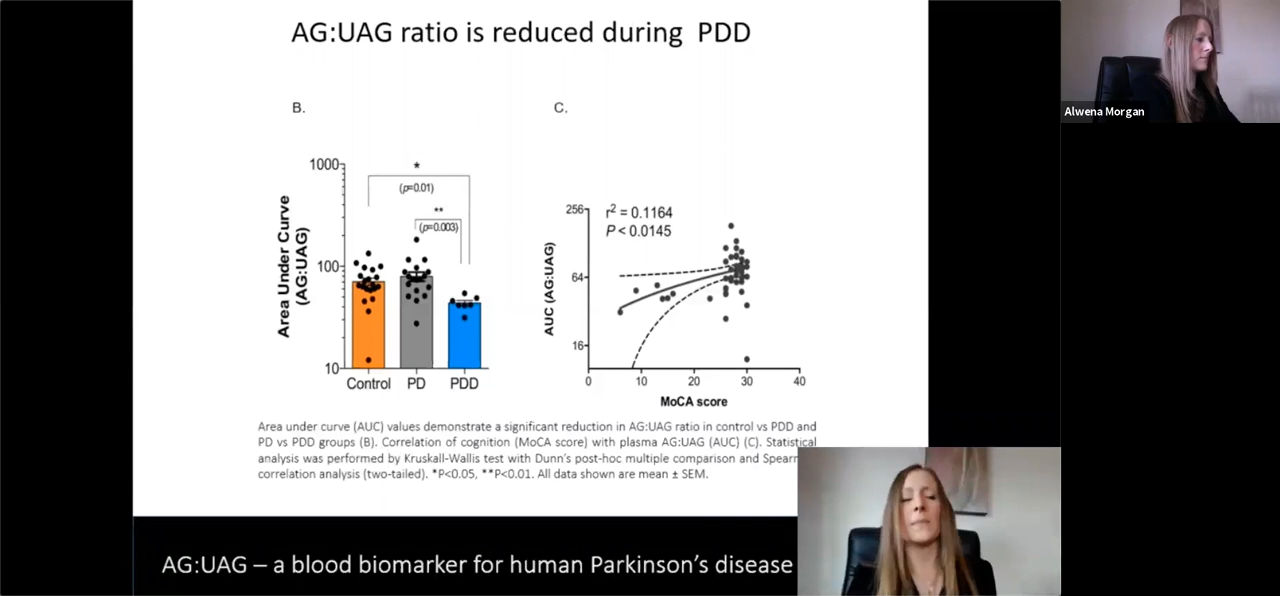 AG:UAG ratio is reduced during PDD
Alwena Morgan
B.
C.
Area Under Curve
(AG:UAG)
1000
100
10
*
(p=0.01)
**
(p=0.003)
Control PD PDD
AUC (AG:UAG)
256
64
16
r² = 0.1164
P < 0.0145
0 10 20 30 40
MoCA score
Area under curve (AUC) values demonstrate a significant reduction in AG:UAG ratio in control vs PDD and
PD vs PDD groups (B). Correlation of cognition (MoCA score) with plasma AG:UAG (AUC) (C). Statistical
analysis was performed by Kruskall-Wallis test with Dunn's post-hoc multiple comparison and
correlation analysis (two-tailed). *P<0.05, **P<0.01. All data shown are mean ± SEM.
AG:UAG – a blood biomarker for human Parkinson's disease